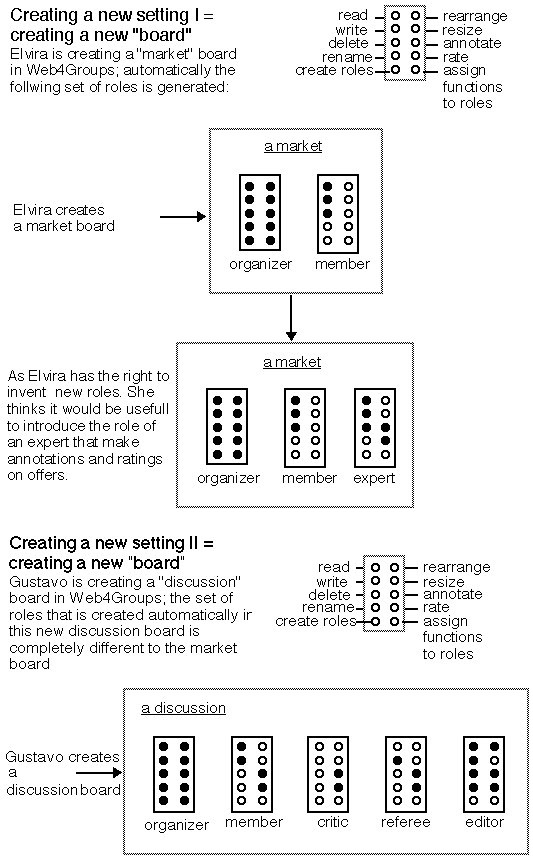 Creating a new setting I =
creating a new "board"
Elvira is creating a "market" board
in Web4Groups; automatically the
follwing set of roles is generated:
read
write
delete
rename
create roles
rearrange
resize
annotate
rate
assign
functions
to roles
a market
Elvira creates
a market board
organizer
member
a market
As Elvira has the right to
invent new roles. She
thinks it would be usefull
to introduce the role of
an expert that make
annotations and ratings
on offers.
organizer
member
expert
Creating a new setting II =
creating a new "board"
Gustavo is creating a "discussion"
board in Web4Groups; the set of
roles that is created automatically ir
this new discussion board is
completely different to the market
board
read
write
delete
rename
create roles
rearrange
resize
annotate
rate
assign
functions
to roles
a discussion
Gustavo creates
a
discussion board
organizer
member
critic
referee
editor